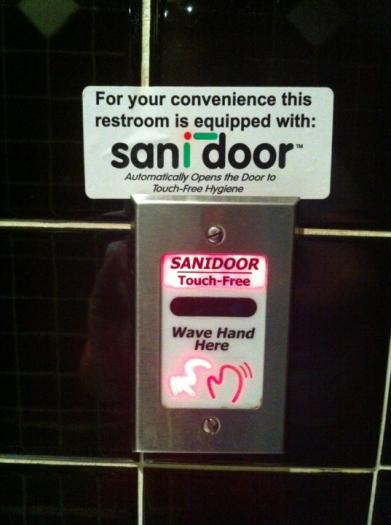 For your convenience this
restroom is equipped with:
sanidoor™
Automatically Opens the Door to
Touch-Free Hygiene
SANIDOOR
Touch-Free
Wave Hand
Here